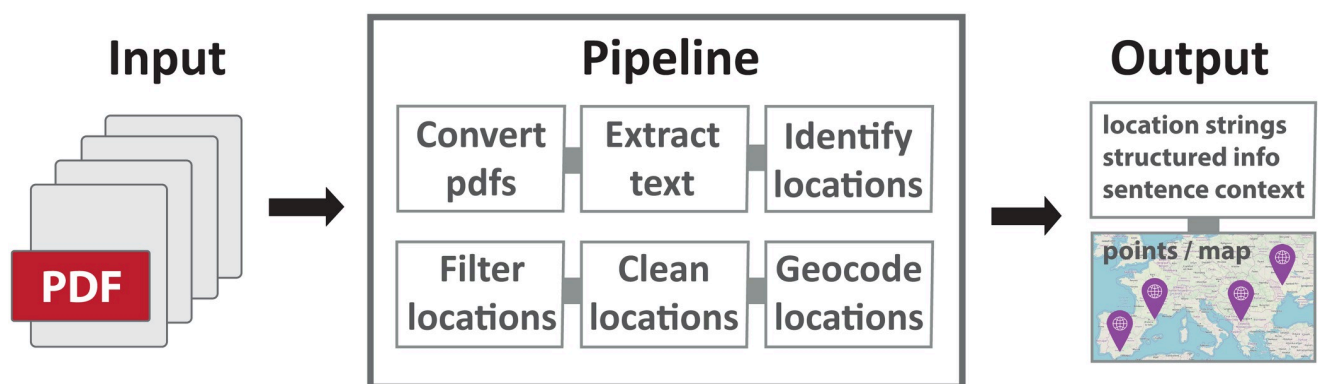 Input
PDF
Pipeline
Convert
pdfs
Extract
text
Identify
locations
Filter
locations
Clean
locations
Geocode
locations
Output
location strings
structured info
sentence context
points / map